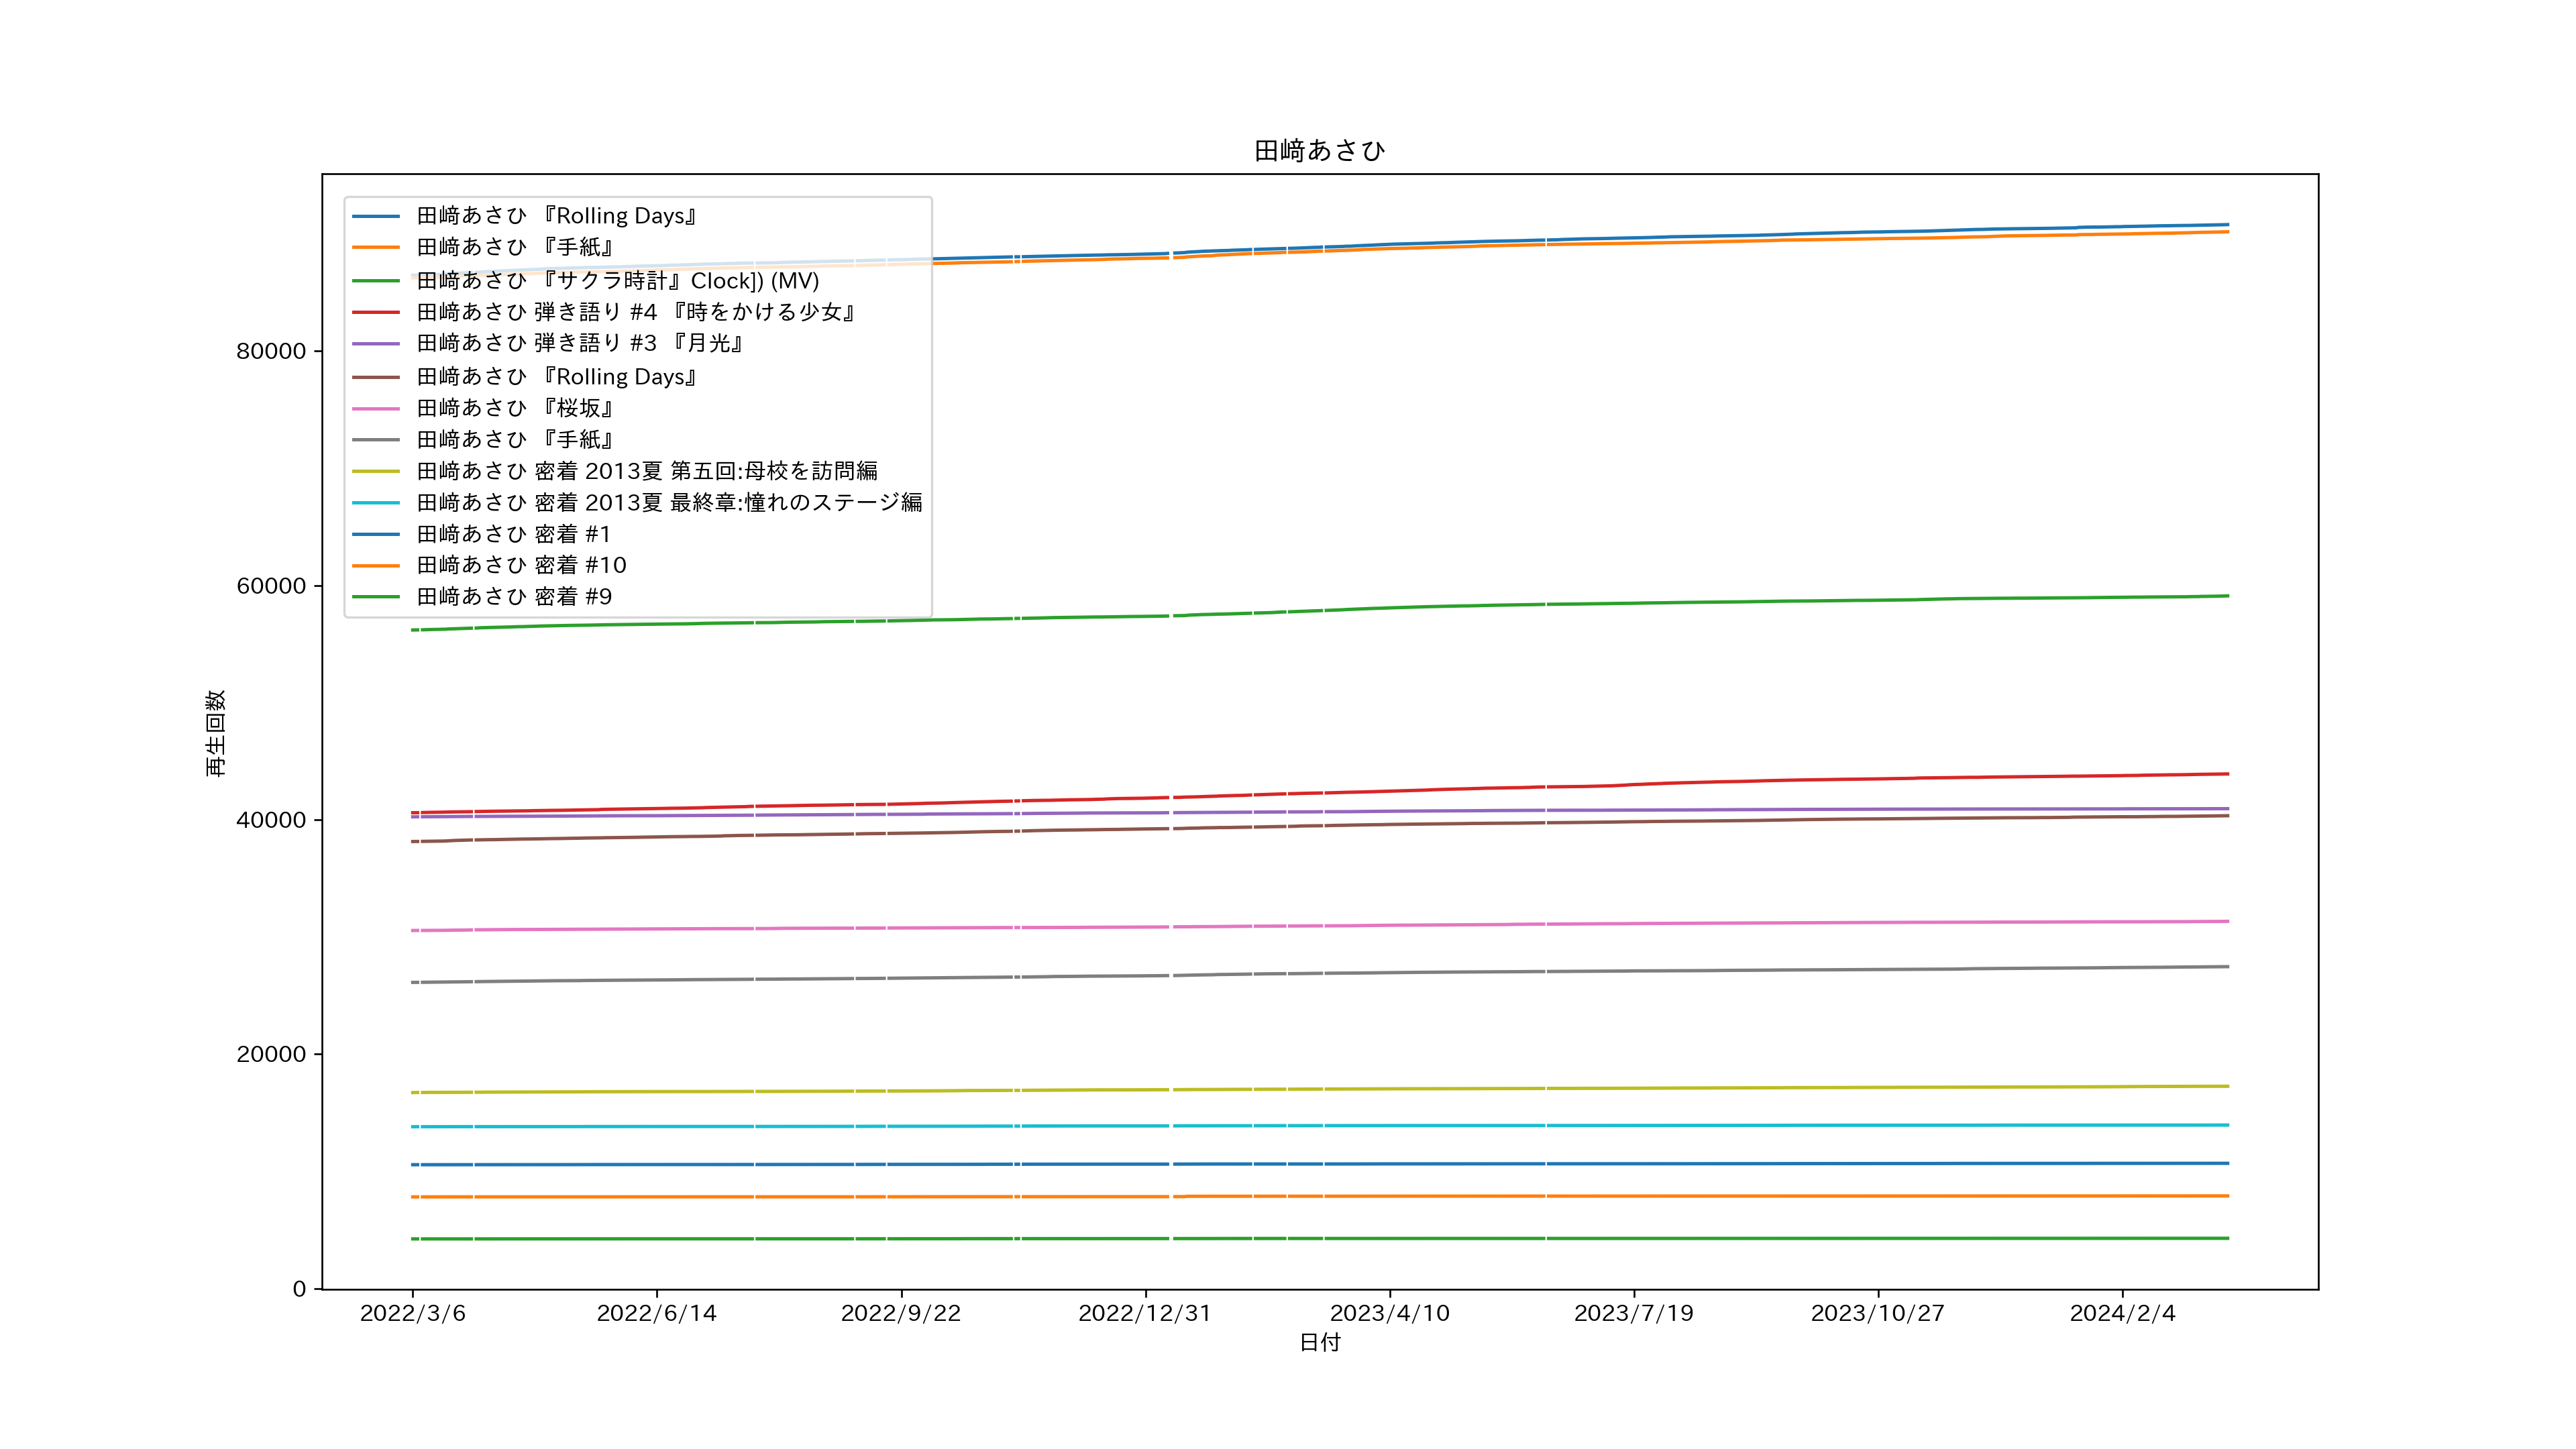 田﨑あさひ
田﨑あさひ 『Rolling Days』
田﨑あさひ 『手紙』
田﨑あさひ 『サクラ時計』Clock]) (MV)
田﨑あさひ 弾き語り #4 『時をかける少女』
田﨑あさひ 弾き語り #3 『月光』
田﨑あさひ 『Rolling Days』
田﨑あさひ 『桜坂』
田﨑あさひ 『手紙』
田﨑あさひ 密着 2013夏 第五回:母校を訪問編
田﨑あさひ 密着 2013夏 最終章:憧れのステージ編
田﨑あさひ 密着 #1
田﨑あさひ 密着 #10
田﨑あさひ 密着 #9
再生回数
80000
60000
40000
20000
0
2022/3/6 2022/6/14 2022/9/22 2022/12/31 2023/4/10 2023/7/19 2023/10/27 2024/2/4
日付